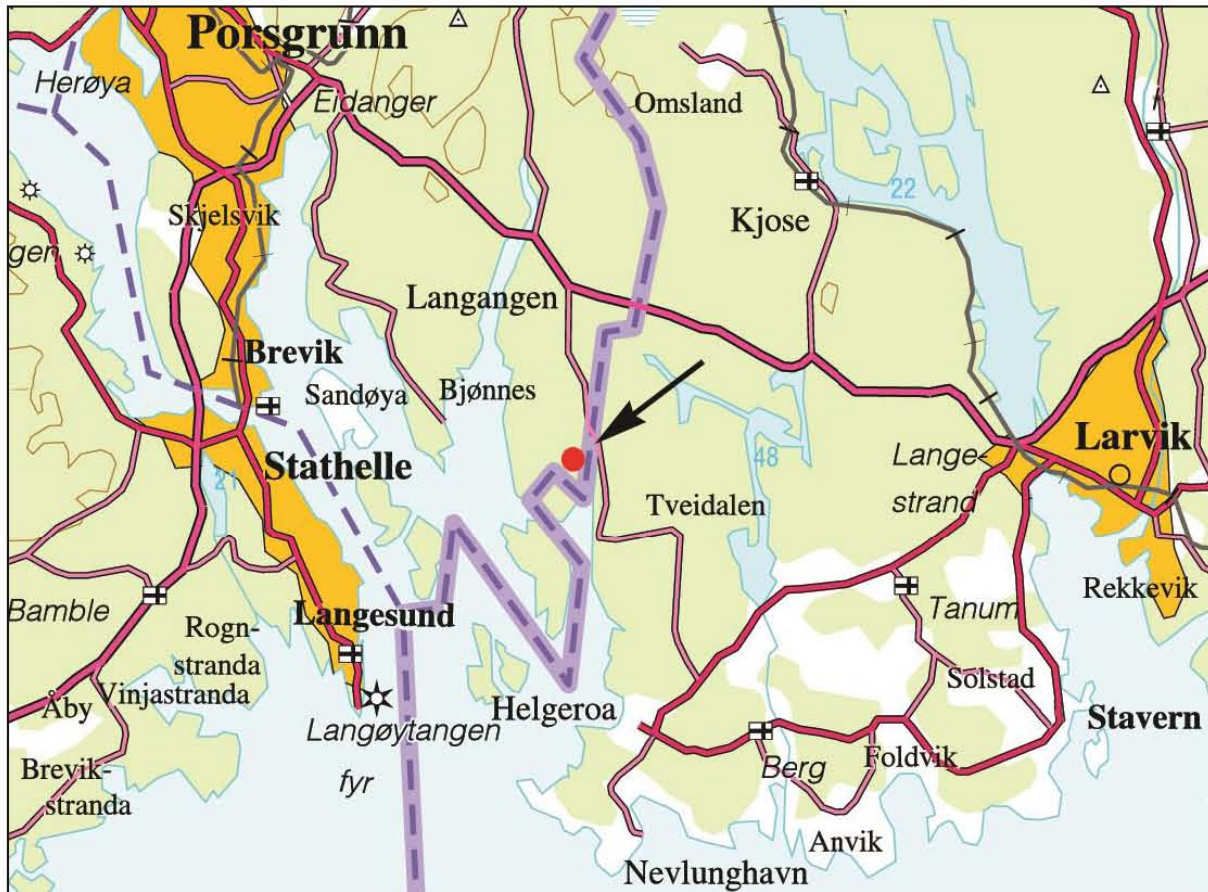 Porsgrunn
Herøya
Eidanger
Omsland
22
Kjose
Skjelsvik
gen
Langangen
Brevik
Sandøya
Bjønnes
Larvik
Lange-
strand
48
Stathelle
21
Tveidalen
Rekkevik
Bamble
Langesund
Tanum
Rogn-
stranda
Solstad
Vinjastranda
Åby
Helgeroa
Stavern
Langøytangen
fyr
Foldvik
Berg
Brevik-
stranda
Anvik
Nevlunghavn